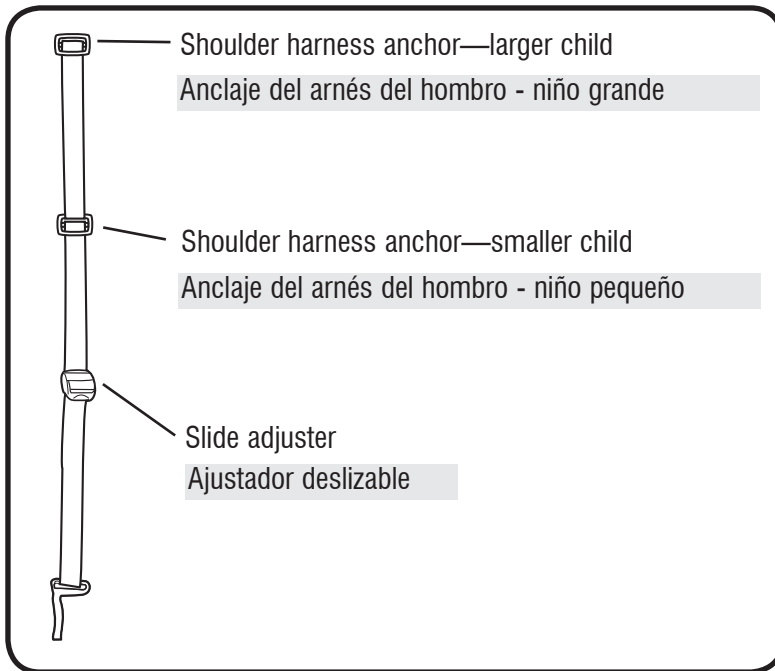 Shoulder harness anchor—larger child
Anclaje del arnés del hombro - niño grande
Shoulder harness anchor—smaller child
Anclaje del arnés del hombro - niño pequeño
Slide adjuster
Ajustador deslizable